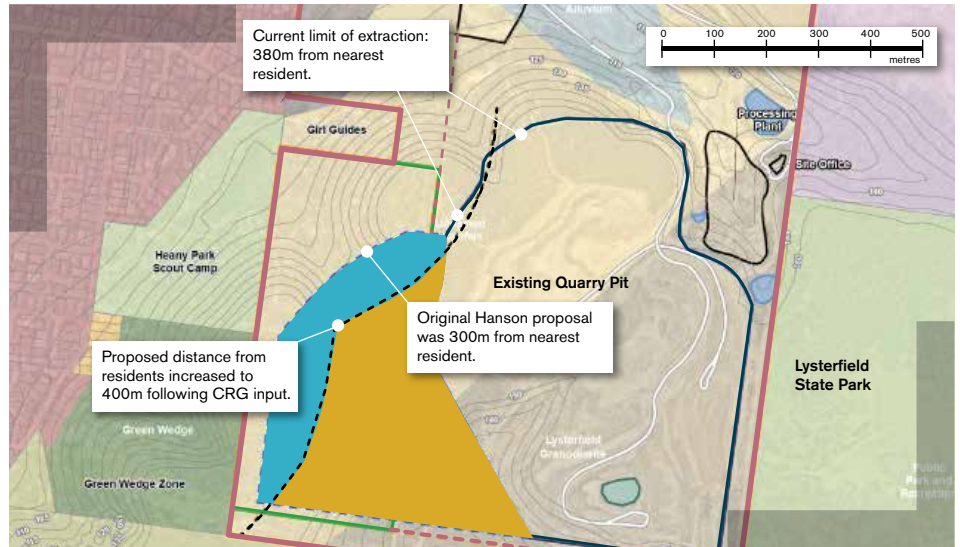 Alluvium
Current limit of extraction:
380m from nearest
resident.
0 100 200 300 400 500
metres
Girl Guides
Processing
Plant
Site Office
Heany Park
Scout Camp
Existing Quarry Pit
Original Hanson proposal
was 300m from nearest
resident.
Proposed distance from
residents increased to
400m following CRG input.
Lysterfield
State Park
Green Wedge
Lysterfield
Granodiorite
Green Wedge Zone
Public
Park and
Recreation
140
160